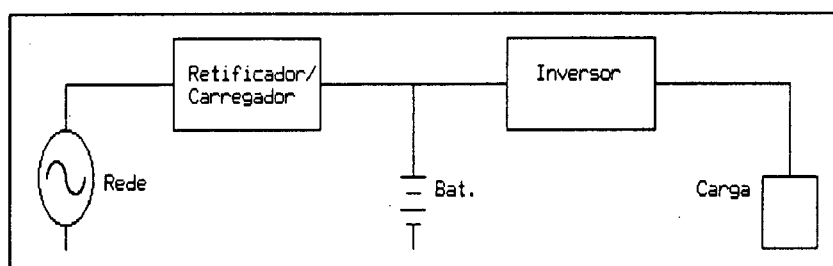 Retificador/
Carregador
Inversor
Rede
Bat.
Carga